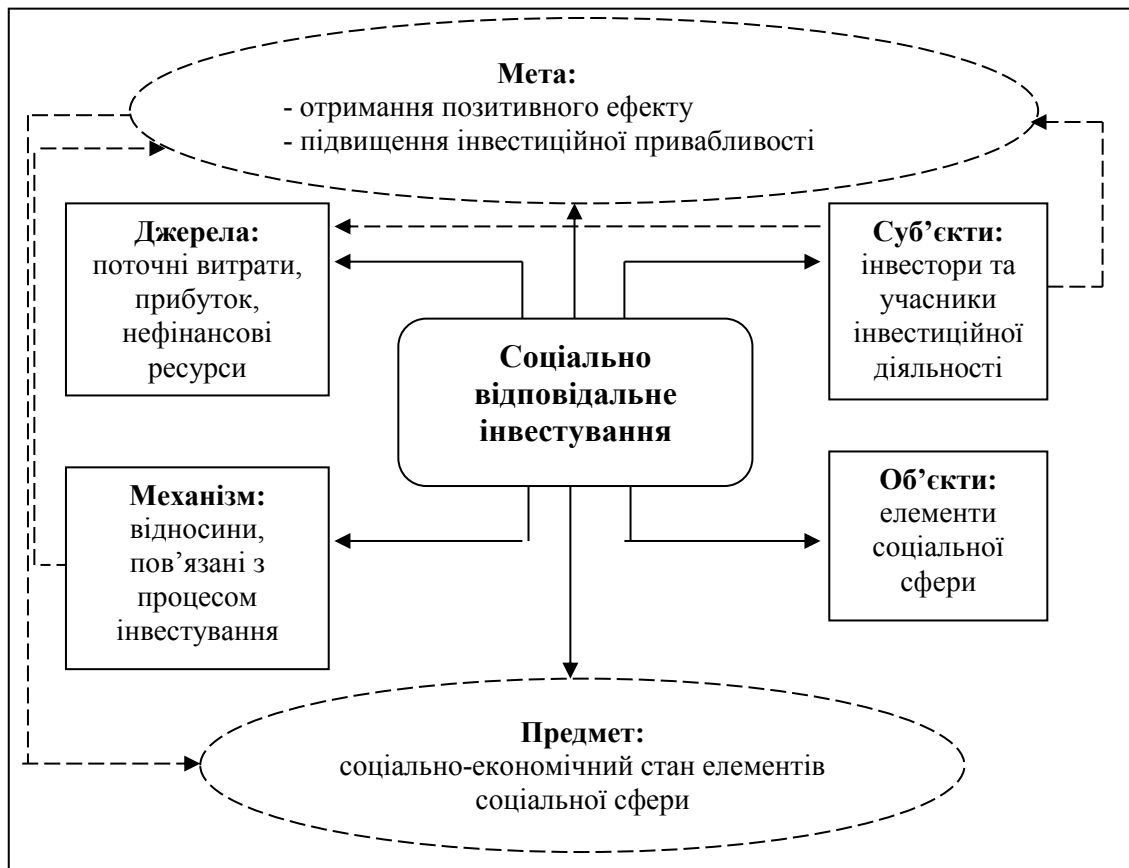 Мета:
- отримання позитивного ефекту
- підвищення інвестиційної привабливості
Джерела:
поточні витрати,
прибуток,
нефінансові
ресурси
Суб’єкти:
інвестори та
учасники
інвестиційної
діяльності
Соціально
відповідальне
інвестування
Механізм:
відносини,
пов’язані з
процесом
інвестування
Об’єкти:
елементи
соціальної
сфери
Предмет:
соціально-економічний стан елементів
соціальної сфери